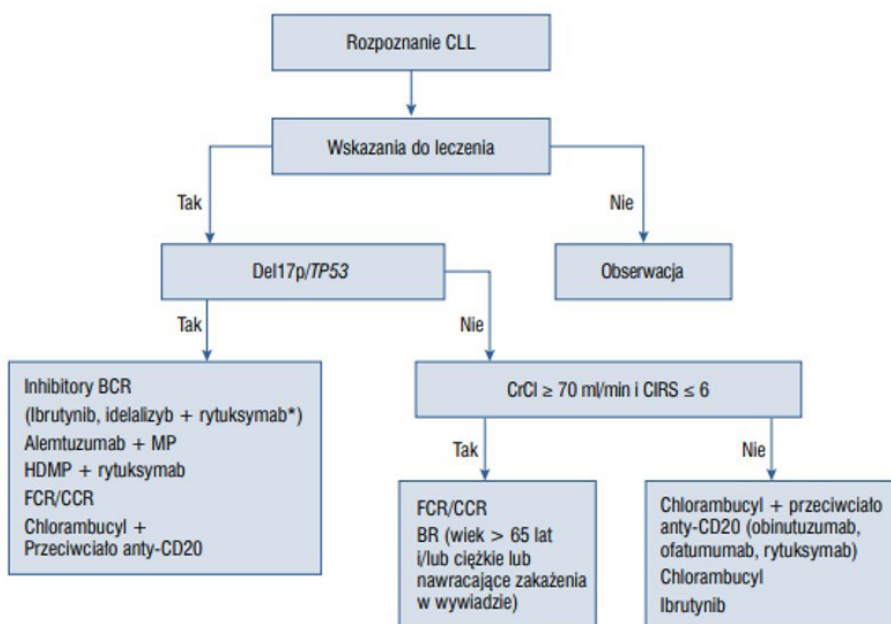 Rozpoznanie CLL
Wskazania do leczenia
Tak
Nie
Del17p/TP53
Obserwacja
Tak
Nie
Inhibitory BCR
(Ibrutynib, idelalizyb + rytuksymab*)
Alemtuzumab + MP
HDMP + rytuksymab
FCR/CCR
Chlorambucyl +
Przeciwciało anty-CD20
CrCl ≥ 70 ml/min i CIRS ≤ 6
Tak
Nie
FCR/CCR
BR (wiek > 65 lat
i/lub ciężkie lub
nawracające zakażenia
w wywiadzie)
Chlorambucyl + przeciwciało
anty-CD20 (obinutuzumab,
ofatumumab, rytuksymab)
Chlorambucyl
Ibrutynib